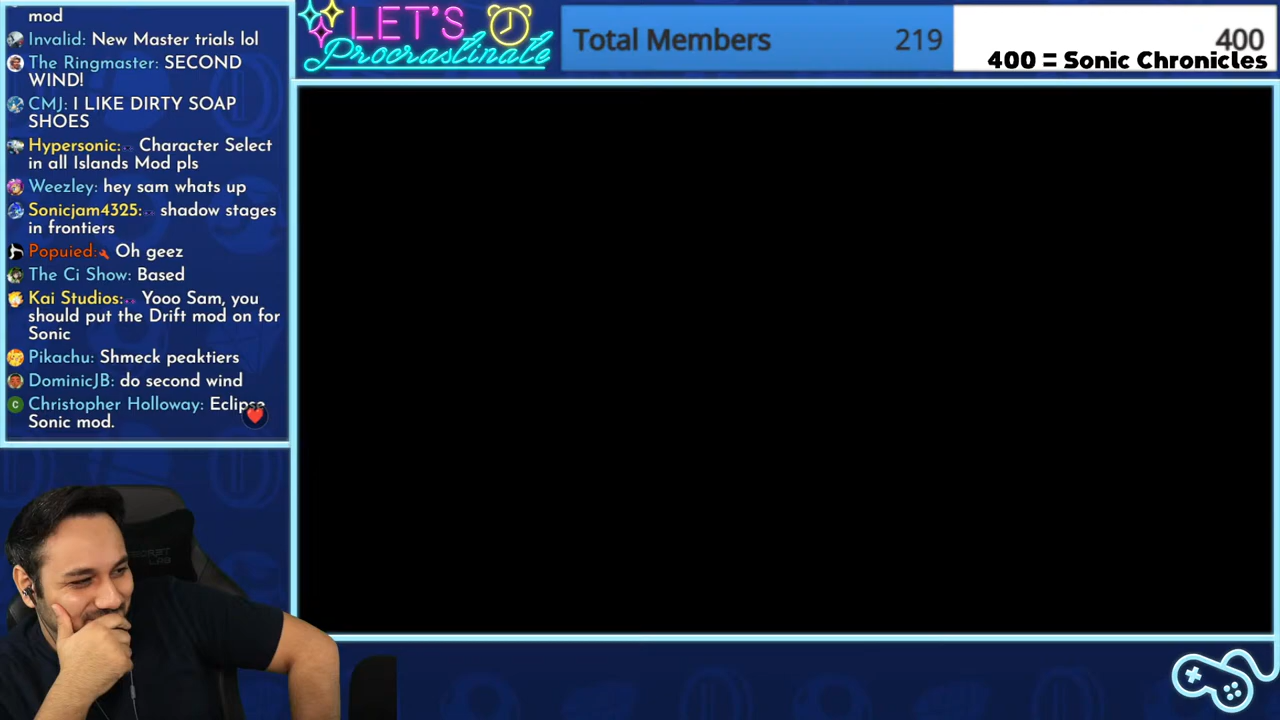 mod
Invalid: New Master trials lol
The Ringmaster: SECOND
WIND!
CMJ: I LIKE DIRTY SOAP
SHOES
Hypersonic: Character Select
in all Islands Mod pls
Weezley: hey sam whats up
Sonicjam4325: shadow stages
in frontiers
Popuied: Oh geez
The Ci Show: Based
Kai Studios: Yooo Sam, you
should put the Drift mod on for
Sonic
Pikachu: Shmeck peaktiers
DominicJB: do second wind
Christopher Holloway: Eclipse
Sonic mod.
LET'S
Procrastinate
Total Members 219 400
400 = Sonic Chronicles